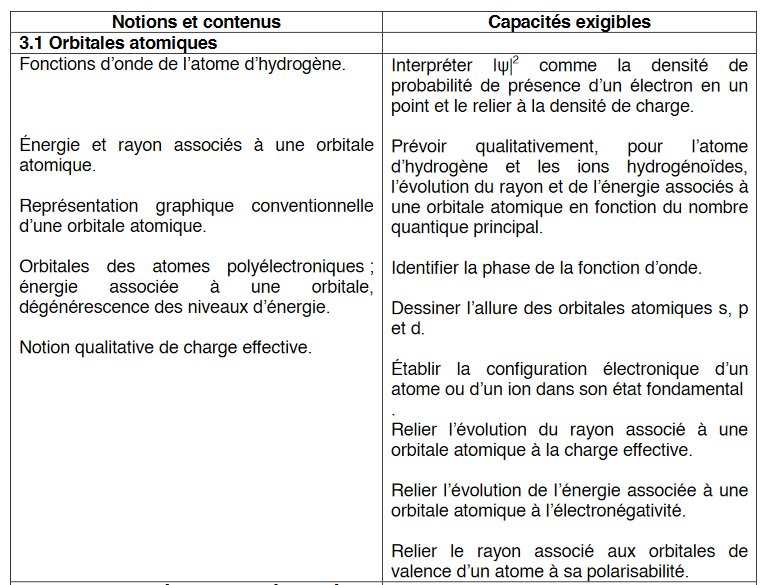 Notions et contenus
Capacités exigibles
3.1 Orbitales atomiques
Fonctions d'onde de l'atome d'hydrogène.
Énergie et rayon associés à une orbitale
atomique.
Représentation graphique conventionnelle
d'une orbitale atomique.
Orbitales des atomes polyélectroniques ;
énergie associée à une orbitale,
dégénérescence des niveaux d'énergie.
Notion qualitative de charge effective.
Interpréter |ψ|² comme la densité de
probabilité de présence d'un électron en un
point et le relier à la densité de charge.
Prévoir qualitativement, pour l'atome
d'hydrogène et les ions hydrogénoïdes,
l'évolution du rayon et de l'énergie associés à
une orbitale atomique en fonction du nombre
quantique principal.
Identifier la phase de la fonction d'onde.
Dessiner l'allure des orbitales atomiques s, p
et d.
Établir la configuration électronique d'un
atome ou d'un ion dans son état fondamental
.
Relier l'évolution du rayon associé à une
orbitale atomique à la charge effective.
Relier l'évolution de l'énergie associée à une
orbitale atomique à l'électronégativité.
Relier le rayon associé aux orbitales de
valence d'un atome à sa polarisabilité.